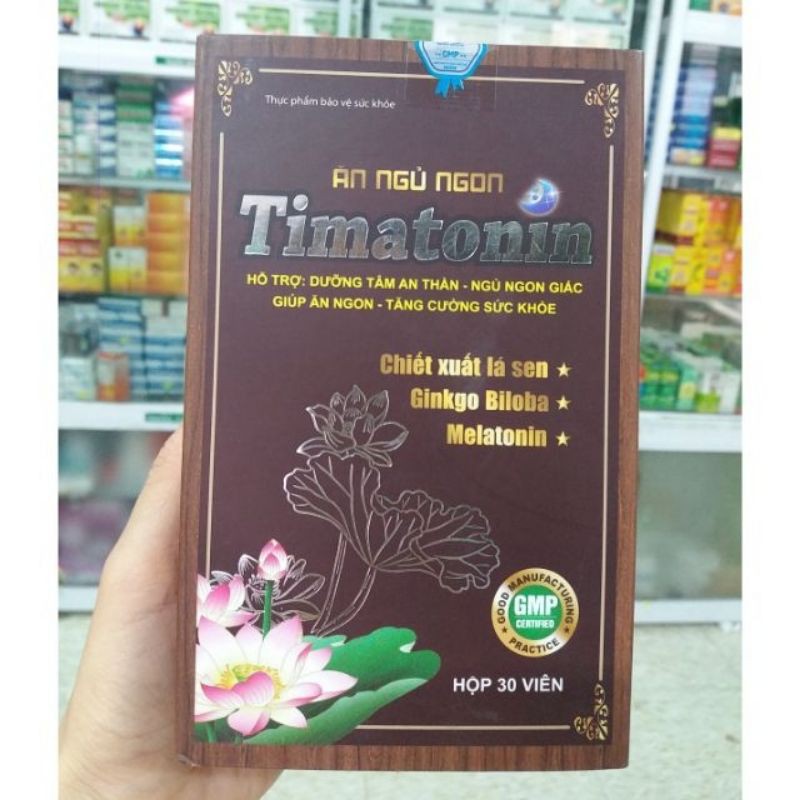 GMP
Thực phẩm bảo vệ sức khỏe
ĂN NGỦ NGON
Timatonin
HỖ TRỢ: DƯỠNG TÂM AN THẦN - NGỦ NGON GIẤC
GIÚP ĂN NGON - TĂNG CƯỜNG SỨC KHỎE
Chiết xuất lá sen ★
Ginkgo Biloba ★
Melatonin ★
GOOD MANUFACTURING
GMP
CERTIFIED
PRACTICE
HỘP 30 VIÊN